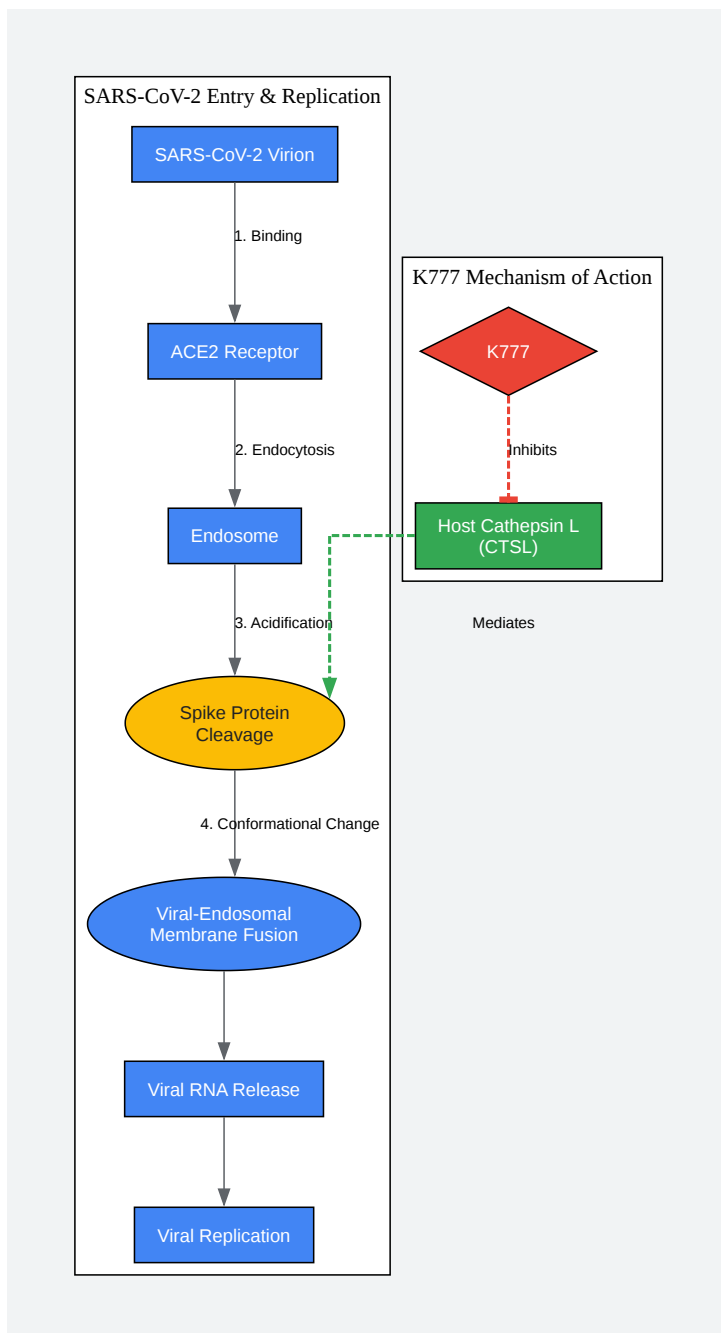 SARS-CoV-2 Entry & Replication
SARS-CoV-2 Virion
1. Binding
K777 Mechanism of Action
ACE2 Receptor
K777
2. Endocytosis
Inhibits
Endosome
Host Cathepsin L
(CTSL)
3. Acidification
Mediates
Spike Protein
Cleavage
4. Conformational Change
Viral-Endosomal
Membrane Fusion
Viral RNA Release
Viral Replication